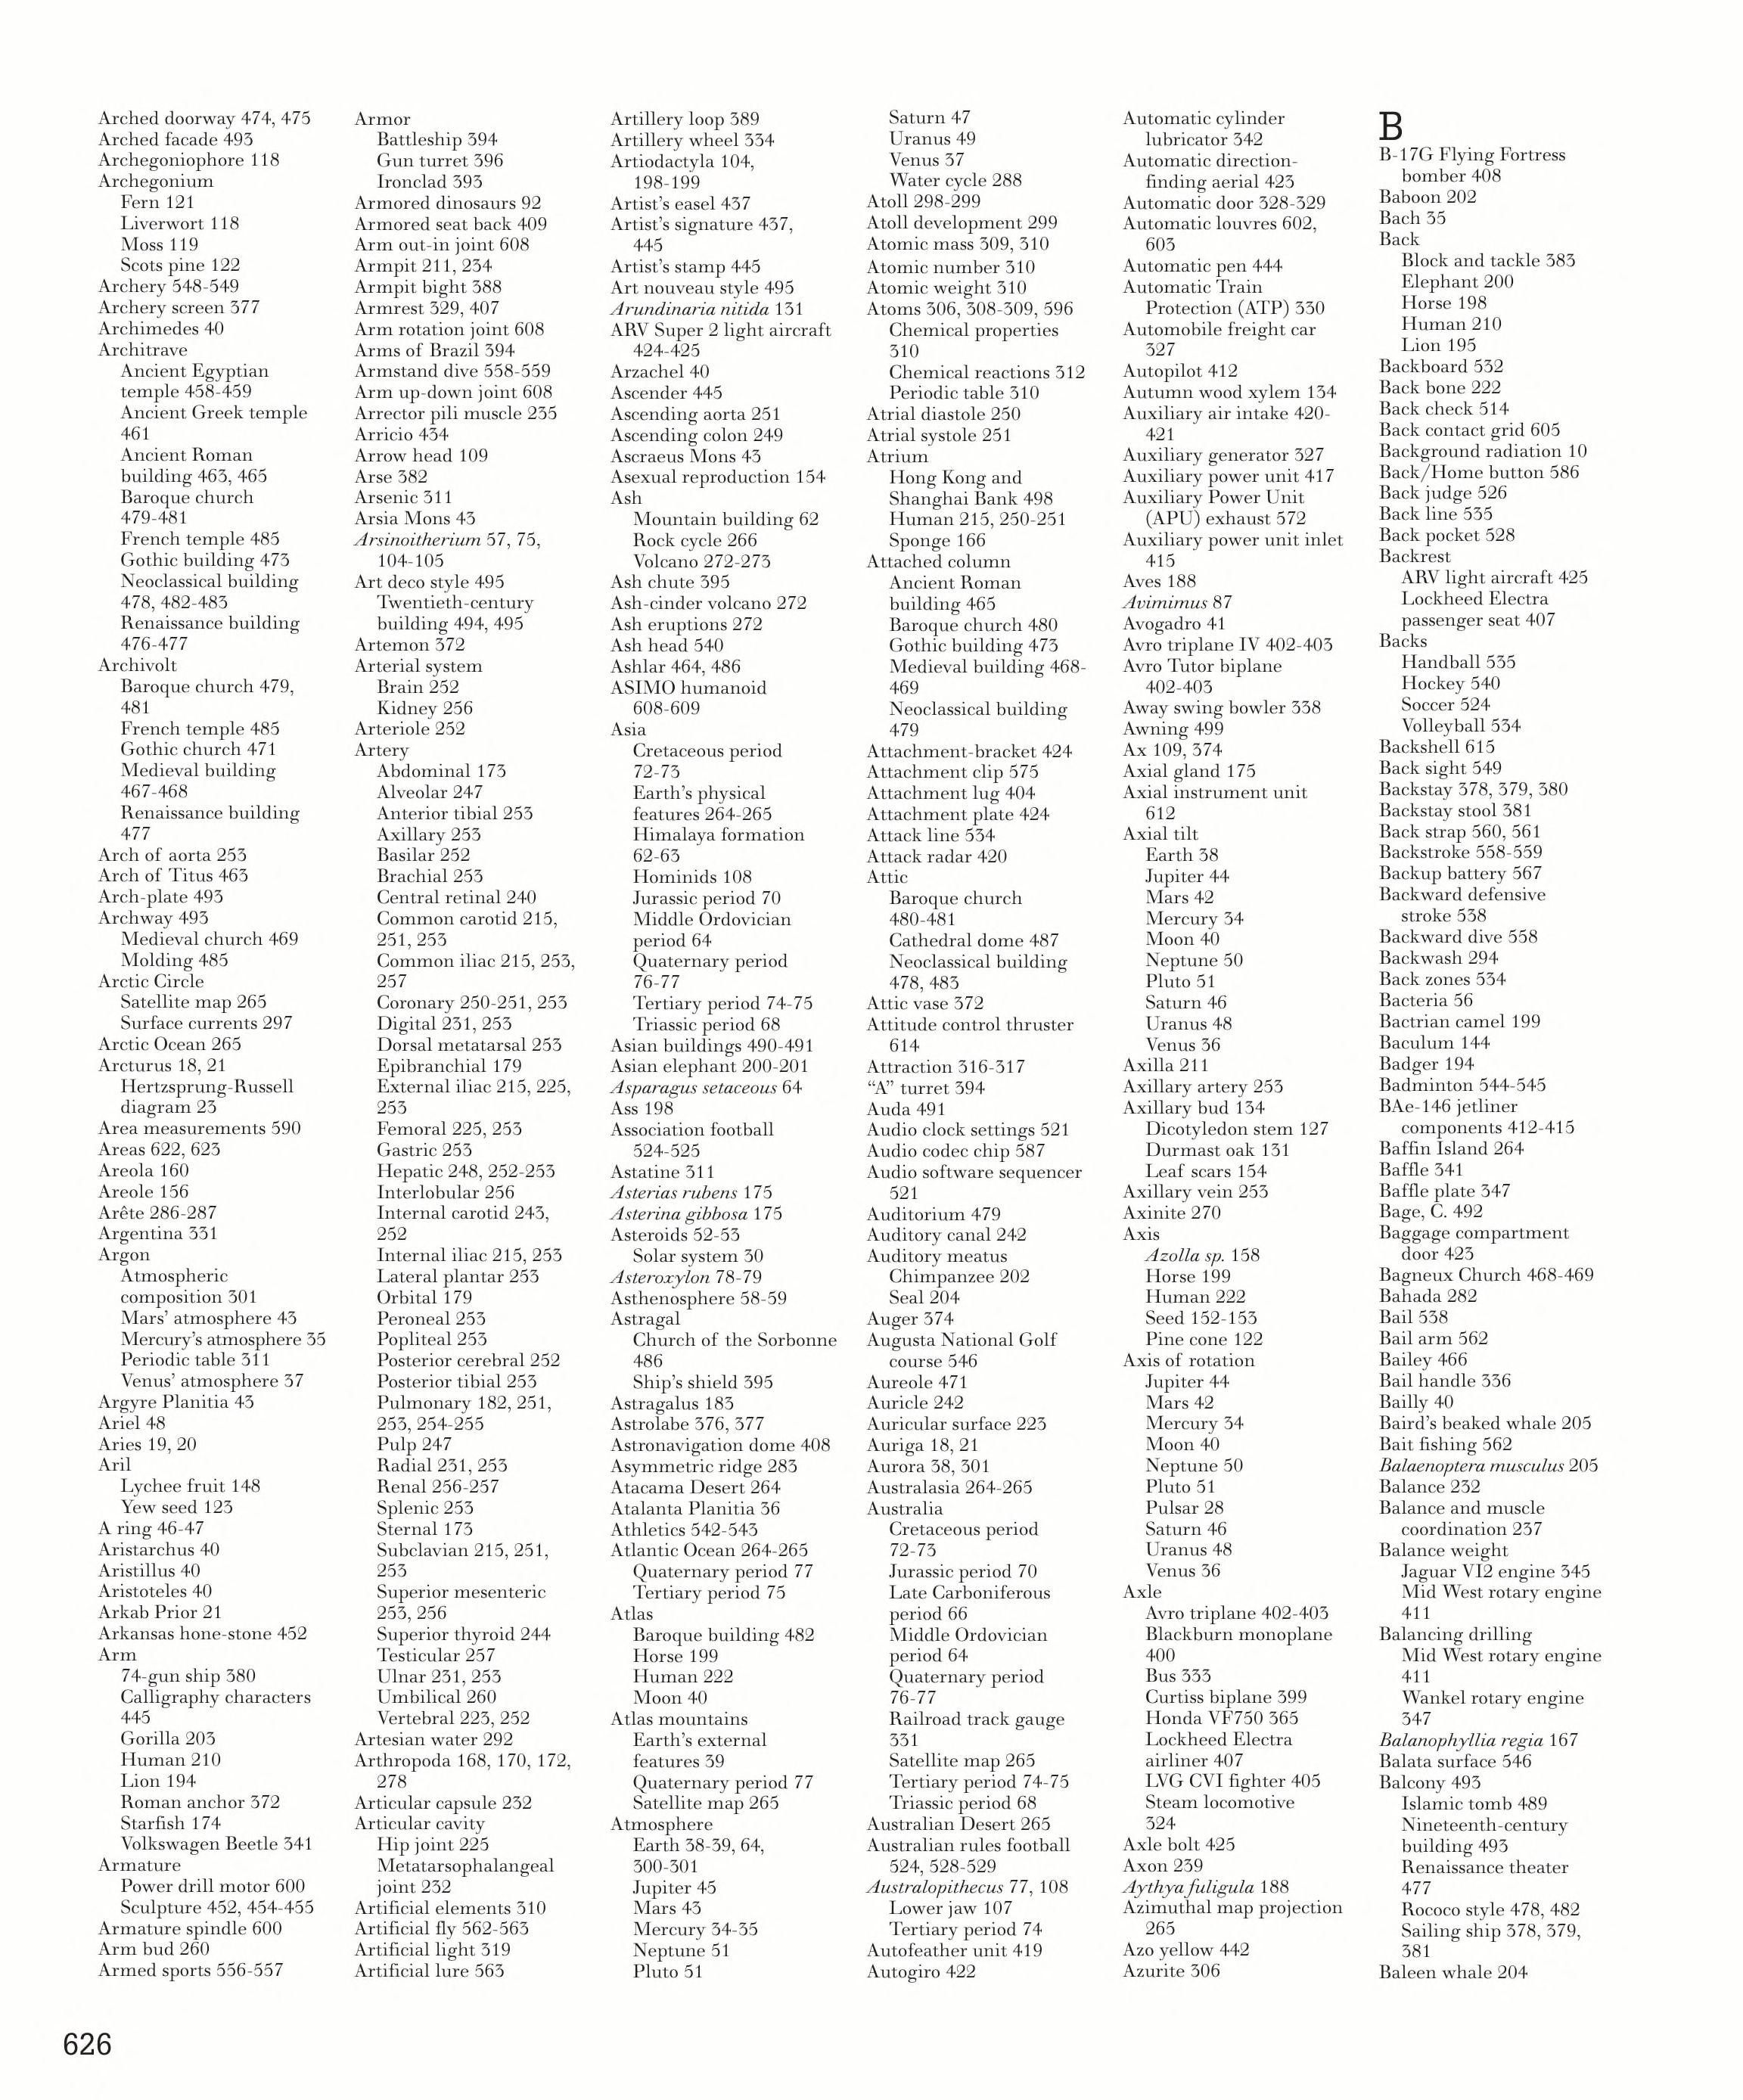 Arched doorway 474, 475
Arched facade 493
Archegoniophore 118
Archegonium
Fern 121
Liverwort 118
Moss 119
Scots pine 122
Archery 548-549
Archery screen 377
Archimedes 40
Architrave
Ancient Egyptian
temple 458-459
Ancient Greek temple
461
Ancient Roman
building 463, 465
Baroque church
479-481
French temple 485
Gothic building 473
Neoclassical building
478, 482-483
Renaissance building
476-477
Archivolt
Baroque church 479,
481
French temple 485
Gothic church 471
Medieval building
467-468
Renaissance building
477
Arch of aorta 253
Arch of Titus 463
Arch-plate 493
Archway 493
Medieval church 469
Molding 485
Arctic Circle
Satellite map 265
Surface currents 297
Arctic Ocean 265
Arcturus 18, 21
Hertzsprung-Russell
diagram 23
Area measurements 590
Areas 622, 623
Areola 160
Areole 156
Arête 286-287
Argentina 331
Argon
Atmospheric
composition 301
Mars' atmosphere 43
Mercury's atmosphere 35
Periodic table 311
Venus' atmosphere 37
Argyre Planitia 43
Ariel 48
Aries 19, 20
Aril
Lychee fruit 148
Yew seed 123
A ring 46-47
Aristarchus 40
Aristillus 40
Aristoteles 40
Arkab Prior 21
Arkansas hone-stone 452
Arm
74-gun ship 380
Calligraphy characters
445
Gorilla 203
Human 210
Lion 194
Roman anchor 372
Starfish 174
Volkswagen Beetle 341
Armature
Power drill motor 600
Sculpture 452, 454-455
Armature spindle 600
Arm bud 260
Armed sports 556-557
Armor
Battleship 394
Gun turret 396
Ironclad 393
Armored dinosaurs 92
Armored seat back 409
Arm out-in joint 608
Armpit 211, 234
Armpit bight 388
Armrest 329, 407
Arm rotation joint 608
Arms of Brazil 394
Armstand dive 558-559
Arm up-down joint 608
Arrector pili muscle 235
Arricio 434
Arrow head 109
Arse 382
Arsenic 311
Arsia Mons 43
Arsinoitherium 57, 75,
104-105
Art deco style 495
Twentieth-century
building 494, 495
Artemon 372
Arterial system
Brain 252
Kidney 256
Arteriole 252
Artery
Abdominal 173
Alveolar 247
Anterior tibial 253
Axillary 253
Basilar 252
Brachial 253
Central retinal 240
Common carotid 215,
251, 253
Common iliac 215, 253,
257
Coronary 250-251, 253
Digital 231, 253
Dorsal metatarsal 253
Epibranchial 179
External iliac 215, 225,
253
Femoral 225, 253
Gastric 253
Hepatic 248, 252-253
Interlobular 256
Internal carotid 243,
252
Internal iliac 215, 253
Lateral plantar 253
Orbital 179
Peroneal 253
Popliteal 253
Posterior cerebral 252
Posterior tibial 253
Pulmonary 182, 251,
253, 254-255
Pulp 247
Radial 231, 253
Renal 256-257
Splenic 253
Sternal 173
Subclavian 215, 251,
253
Superior mesenteric
253, 256
Superior thyroid 244
Testicular 257
Ulnar 231, 253
Umbilical 260
Vertebral 223, 252
Artesian water 292
Arthropoda 168, 170, 172,
278
Articular capsule 232
Articular cavity
Hip joint 225
Metatarsophalangeal
joint 232
Artificial elements 310
Artificial fly 562-563
Artificial light 319
Artificial lure 563
Artillery loop 389
Artillery wheel 334
Artiodactyla 104,
198-199
Artist's easel 437
Artist's signature 437,
445
Artist's stamp 445
Art nouveau style 495
Arundinaria nitida 131
ARV Super 2 light aircraft
424-425
Arzachel 40
Ascender 445
Ascending aorta 251
Ascending colon 249
Ascraeus Mons 43
Asexual reproduction 154
Ash
Mountain building 62
Rock cycle 266
Volcano 272-273
Ash chute 395
Ash-cinder volcano 272
Ash eruptions 272
Ash head 540
Ashlar 464, 486
ASIMO humanoid
608-609
Asia
Cretaceous period
72-73
Earth's physical
features 264-265
Himalaya formation
62-63
Hominids 108
Jurassic period 70
Middle Ordovician
period 64
Quaternary period
76-77
Tertiary period 74-75
Triassic period 68
Asian buildings 490-491
Asian elephant 200-201
Asparagus setaceous 64
Ass 198
Association football
524-525
Astatine 311
Asterias rubens 175
Asterina gibbosa 175
Asteroids 52-53
Solar system 30
Asteroxylon 78-79
Asthenosphere 58-59
Astragal
Church of the Sorbonne
486
Ship's shield 395
Astragalus 183
Astrolabe 376, 377
Astronavigation dome 408
Asymmetric ridge 283
Atacama Desert 264
Atalanta Planitia 36
Athletics 542-543
Atlantic Ocean 264-265
Quaternary period 77
Tertiary period 75
Atlas
Baroque building 482
Horse 199
Human 222
Moon 40
Atlas mountains
Earth's external
features 39
Quaternary period 77
Satellite map 265
Atmosphere
Earth 38-39, 64,
300-301
Jupiter 45
Mars 43
Mercury 34-35
Neptune 51
Pluto 51
Saturn 47
Uranus 49
Venus 37
Water cycle 288
Atoll 298-299
Atoll development 299
Atomic mass 309, 310
Atomic number 310
Atomic weight 310
Atoms 306, 308-309, 596
Chemical properties
310
Chemical reactions 312
Periodic table 310
Atrial diastole 250
Atrial systole 251
Atrium
Hong Kong and
Shanghai Bank 498
Human 215, 250-251
Sponge 166
Attached column
Ancient Roman
building 465
Baroque church 480
Gothic building 473
Medieval building 468-
469
Neoclassical building
479
Attachment-bracket 424
Attachment clip 575
Attachment lug 404
Attachment plate 424
Attack line 534
Attack radar 420
Attic
Baroque church
480-481
Cathedral dome 487
Neoclassical building
478, 483
Attic vase 372
Attitude control thruster
614
Attraction 316-317
“A” turret 394
Auda 491
Audio clock settings 521
Audio codec chip 587
Audio software sequencer
521
Auditorium 479
Auditory canal 242
Auditory meatus
Chimpanzee 202
Seal 204
Auger 374
Augusta National Golf
course 546
Aureole 471
Auricle 242
Auricular surface 223
Auriga 18, 21
Aurora 38, 301
Australasia 264-265
Australia
Cretaceous period
72-73
Jurassic period 70
Late Carboniferous
period 66
Middle Ordovician
period 64
Quaternary period
76-77
Railroad track gauge
331
Satellite map 265
Tertiary period 74-75
Triassic period 68
Australian Desert 265
Australian rules football
524, 528-529
Australopithecus 77, 108
Lower jaw 107
Tertiary period 74
Autofeather unit 419
Autogiro 422
Automatic cylinder
lubricator 342
Automatic direction-
finding aerial 423
Automatic door 328-329
Automatic louvres 602,
603
Automatic pen 444
Automatic Train
Protection (ATP) 330
Automobile freight car
327
Autopilot 412
Autumn wood xylem 134
Auxiliary air intake 420-
421
Auxiliary generator 327
Auxiliary power unit 417
Auxiliary Power Unit
(APU) exhaust 572
Auxiliary power unit inlet
415
Aves 188
Avimimus 87
Avogadro 41
Avro triplane IV 402-403
Avro Tutor biplane
402-403
Away swing bowler 338
Awning 499
Ax 109, 374
Axial gland 175
Axial instrument unit
612
Axial tilt
Earth 38
Jupiter 44
Mars 42
Mercury 34
Moon 40
Neptune 50
Pluto 51
Saturn 46
Uranus 48
Venus 36
Axilla 211
Axillary artery 253
Axillary bud 134
Dicotyledon stem 127
Durmast oak 131
Leaf scars 154
Axillary vein 253
Axinite 270
Axis
Azolla sp. 158
Horse 199
Human 222
Seed 152-153
Pine cone 122
Axis of rotation
Jupiter 44
Mars 42
Mercury 34
Moon 40
Neptune 50
Pluto 51
Pulsar 28
Saturn 46
Uranus 48
Venus 36
Axle
Avro triplane 402-403
Blackburn monoplane
400
Bus 333
Curtiss biplane 399
Honda VF750 365
Lockheed Electra
airliner 407
LVG CVI fighter 405
Steam locomotive
324
Axle bolt 425
Axon 239
Aythya fuligula 188
Azimuthal map projection
265
Azo yellow 442
Azurite 306
B
B-17G Flying Fortress
bomber 408
Baboon 202
Bach 35
Back
Block and tackle 383
Elephant 200
Horse 198
Human 210
Lion 195
Backboard 532
Back bone 222
Back check 514
Back contact grid 605
Background radiation 10
Back/Home button 586
Back judge 526
Back line 535
Back pocket 528
Backrest
ARV light aircraft 425
Lockheed Electra
passenger seat 407
Backs
Handball 535
Hockey 540
Soccer 524
Volleyball 534
Backshell 615
Back sight 549
Backstay 378, 379, 380
Backstay stool 381
Back strap 560, 561
Backstroke 558-559
Backup battery 567
Backward defensive
stroke 538
Backward dive 558
Backwash 294
Back zones 534
Bacteria 56
Bactrian camel 199
Baculum 144
Badger 194
Badminton 544-545
BAe-146 jetliner
components 412-415
Baffin Island 264
Baffle 341
Baffle plate 347
Bage, C. 492
Baggage compartment
door 423
Bagneux Church 468-469
Bahada 282
Bail 538
Bail arm 562
Bailey 466
Bail handle 336
Bailly 40
Baird's beaked whale 205
Bait fishing 562
Balaenoptera musculus 205
Balance 232
Balance and muscle
coordination 237
Balance weight
Jaguar VI2 engine 345
Mid West rotary engine
411
Balancing drilling
Mid West rotary engine
411
Wankel rotary engine
347
Balanophyllia regia 167
Balata surface 546
Balcony 493
Islamic tomb 489
Nineteenth-century
building 493
Renaissance theater
477
Rococo style 478, 482
Sailing ship 378, 379,
381
Baleen whale 204
626